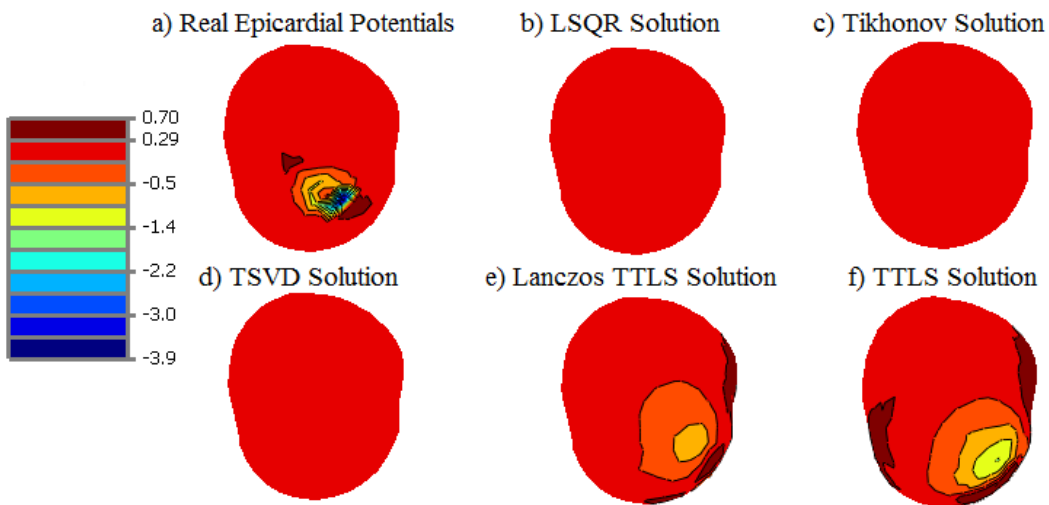 a) Real Epicardial Potentials
b) LSQR Solution
c) Tikhonov Solution
0.70
0.29
-0.5
-1.4
-2.2
-3.0
-3.9
d) TSVD Solution
e) Lanczos TTLS Solution
f) TTLS Solution